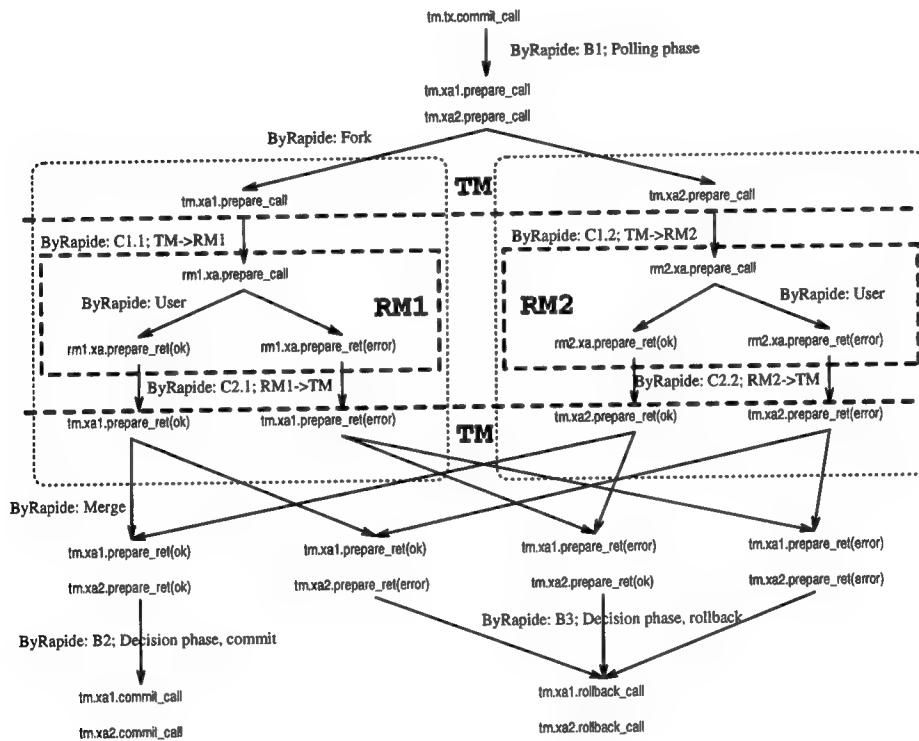 tm.tx.commit_call
ByRapide: B1; Polling phase
tm.xa1.prepare_call
tm.xa2.prepare_call
ByRapide: Fork
TM
tm.xa1.prepare_call
tm.xa2.prepare_call
ByRapide: C1.1; TM->RM1
ByRapide: C1.2; TM->RM2
rm1.xa.prepare_call
rm2.xa.prepare_call
ByRapide: User
RM1
RM2
ByRapide: User
rm1.xa.prepare_ret(ok)
rm1.xa.prepare_ret(error)
rm2.xa.prepare_ret(ok)
rm2.xa.prepare_ret(error)
ByRapide: C2.1; RM1->TM
ByRapide: C2.2; RM2->TM
tm.xa1.prepare_ret(ok)
tm.xa1.prepare_ret(error)
tm.xa2.prepare_ret(ok)
tm.xa2.prepare_ret(error)
TM
ByRapide: Merge
tm.xa1.prepare_ret(ok)
tm.xa1.prepare_ret(ok)
tm.xa1.prepare_ret(error)
tm.xa1.prepare_ret(error)
tm.xa2.prepare_ret(ok)
tm.xa2.prepare_ret(error)
tm.xa2.prepare_ret(ok)
tm.xa2.prepare_ret(error)
ByRapide: B2; Decision phase, commit
ByRapide: B3; Decision phase, rollback
tm.xa1.commit_call
tm.xa1.rollback_call
tm.xa2.commit_call
tm.xa2.rollback_call